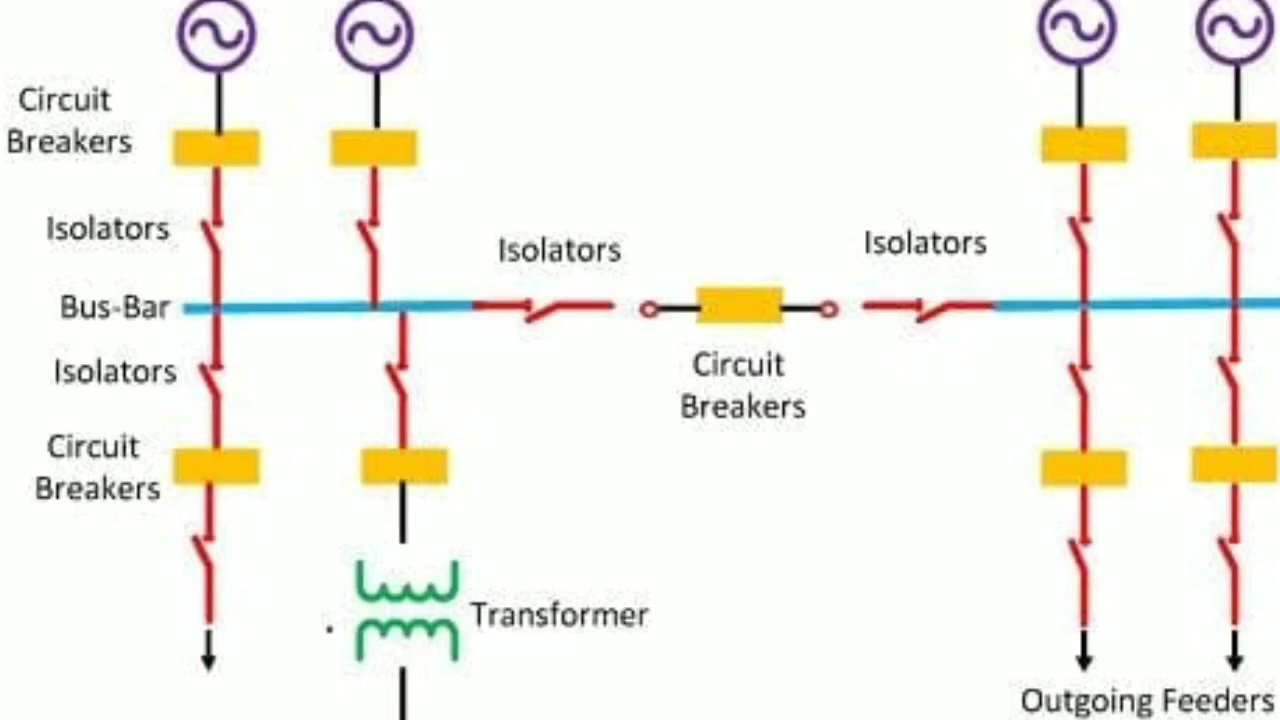 Circuit
Breakers
Isolators
Isolators
Isolators
Bus-Bar
Isolators
Circuit
Breakers
Circuit
Breakers
Transformer
Outgoing Feeders